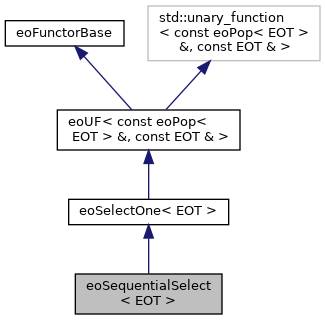 eoFunctorBase
std::unary_function
< const eoPop< EOT >
&, const EOT & >
eoUF< const eoPop<
EOT > &, const EOT & >
eoSelectOne< EOT >
eoSequentialSelect
< EOT >